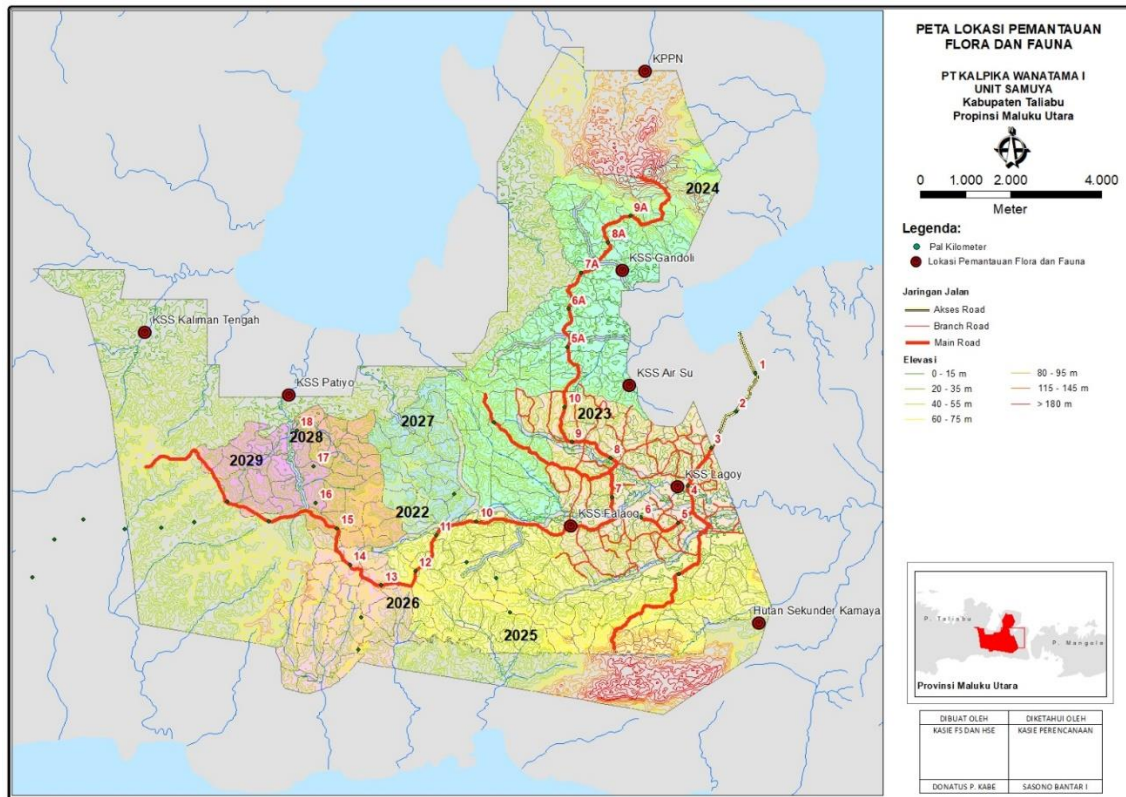 PETA LOKASI PEMANTAUAN
FLORA DAN FAUNA
PT KALPIKA WANATAMA I
UNIT SAMUYA
Kabupaten Taliabu
Propinsi Maluku Utara
0 1.000 2.000 4.000
Meter
Legenda:
Pal Kilometer
Lokasi Pemantauan Flora dan Fauna
Jaringan Jalan
Akses Road
Branch Road
Main Road
Elevasi
0 - 15 m
20 - 35 m
40 - 55 m
60 - 75 m
80 - 95 m
115 - 145 m
> 180 m
P. Taliabu
P. Mangole
Provinsi Maluku Utara
DIBUAT OLEH
KASIE FS DAN HSE
DONATUS P. KABE
DIKETAHUI OLEH
KASIE PERENCANAAN
SASONO BANTAR I
KPPN
2024
9A
8A
7A
KSS Gandoli
6A
KSS Kaliman Tengah
5A
1
KSS Air Su
KSS Patiyo
10
2
2023
2027
18
2028
9
3
2029
17
8
KSS Lagoy
4
7
16
2022
6
5
15
11
10
KSS Falaog
14
12
13
2026
2025
Hutan Sekunder Kamaya